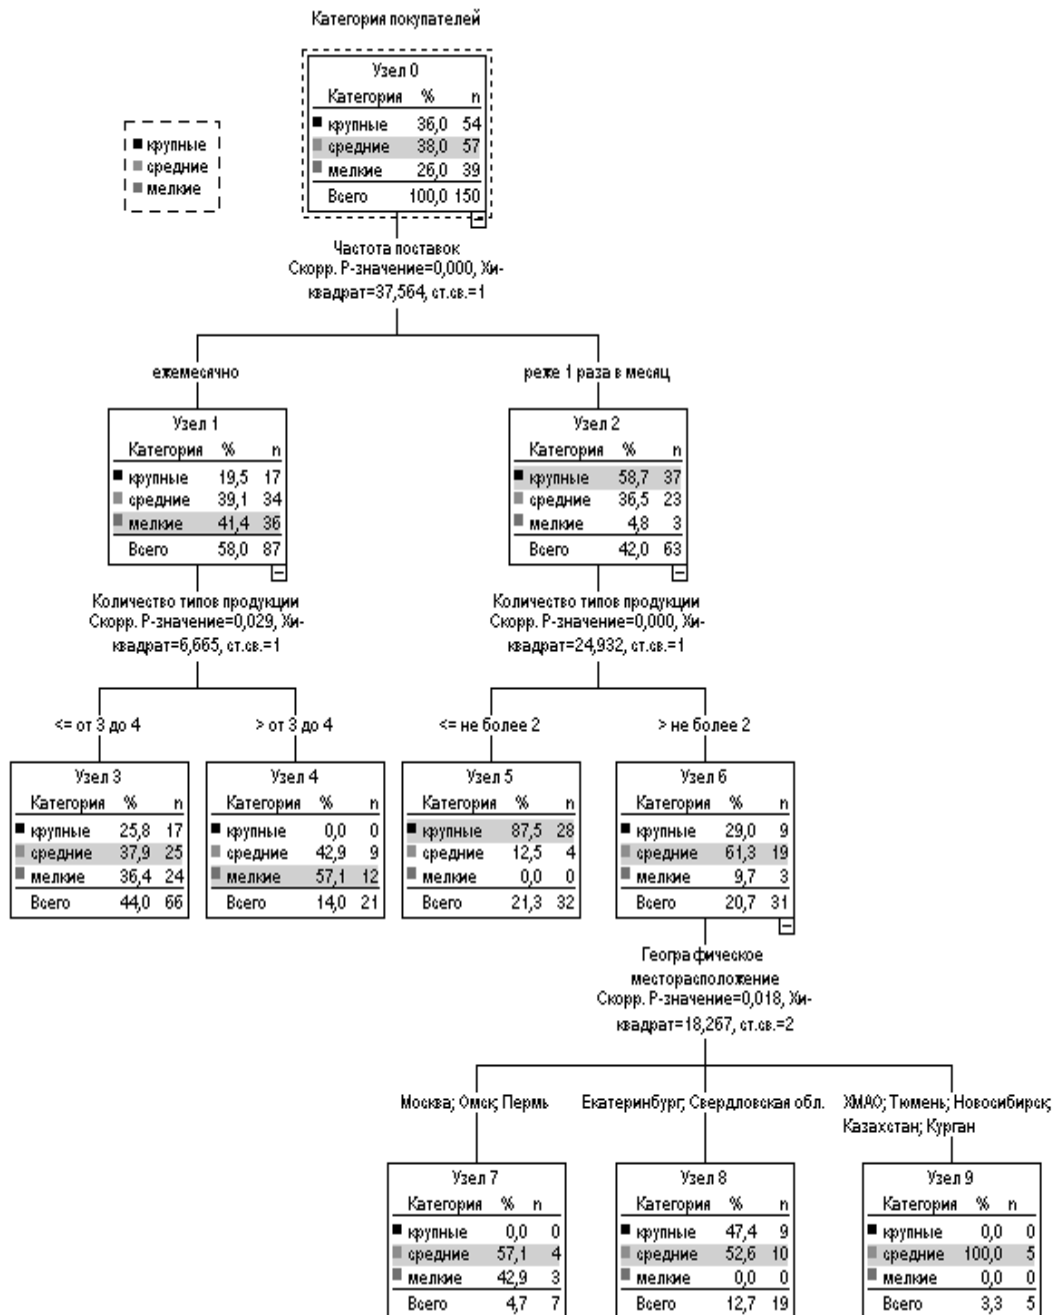 Категория покупателей
Узел 0
Категория % n
крупные 36,0 54
средние 38,0 57
мелкие 26,0 39
Всего 100,0 150
крупные
средние
мелкие
Частота поставок
Скорр. Р-значение=0,000, Хи-
квадрат=37,564, ст.св.=1
ежемесячно
реже 1 раза в месяц
Узел 1
Категория % n
крупные 19,5 17
средние 39,1 34
мелкие 41,4 36
Всего 58,0 87
Узел 2
Категория % n
крупные 58,7 37
средние 36,5 23
мелкие 4,8 3
Всего 42,0 63
Количество типов продукции
Скорр. Р-значение=0,029, Хи-
квадрат=6,665, ст.св.=1
Количество типов продукции
Скорр. Р-значение=0,000, Хи-
квадрат=24,932, ст.св.=1
<= от 3 до 4
> от 3 до 4
<= не более 2
> не более 2
Узел 3
Категория % n
крупные 25,8 17
средние 37,9 25
мелкие 36,4 24
Всего 44,0 66
Узел 4
Категория % n
крупные 0,0 0
средние 42,9 9
мелкие 57,1 12
Всего 14,0 21
Узел 5
Категория % n
крупные 87,5 28
средние 12,5 4
мелкие 0,0 0
Всего 21,3 32
Узел 6
Категория % n
крупные 29,0 9
средние 61,3 19
мелкие 9,7 3
Всего 20,7 31
Географическое
месторасположение
Скорр. Р-значение=0,018, Хи-
квадрат=18,267, ст.св.=2
Москва; Омск; Пермь
Екатеринбург; Свердловская обл.
ХМАО; Тюмень; Новосибирск;
Казахстан; Курган
Узел 7
Категория % n
крупные 0,0 0
средние 57,1 4
мелкие 42,9 3
Всего 4,7 7
Узел 8
Категория % n
крупные 47,4 9
средние 52,6 10
мелкие 0,0 0
Всего 12,7 19
Узел 9
Категория % n
крупные 0,0 0
средние 100,0 5
мелкие 0,0 0
Всего 3,3 5